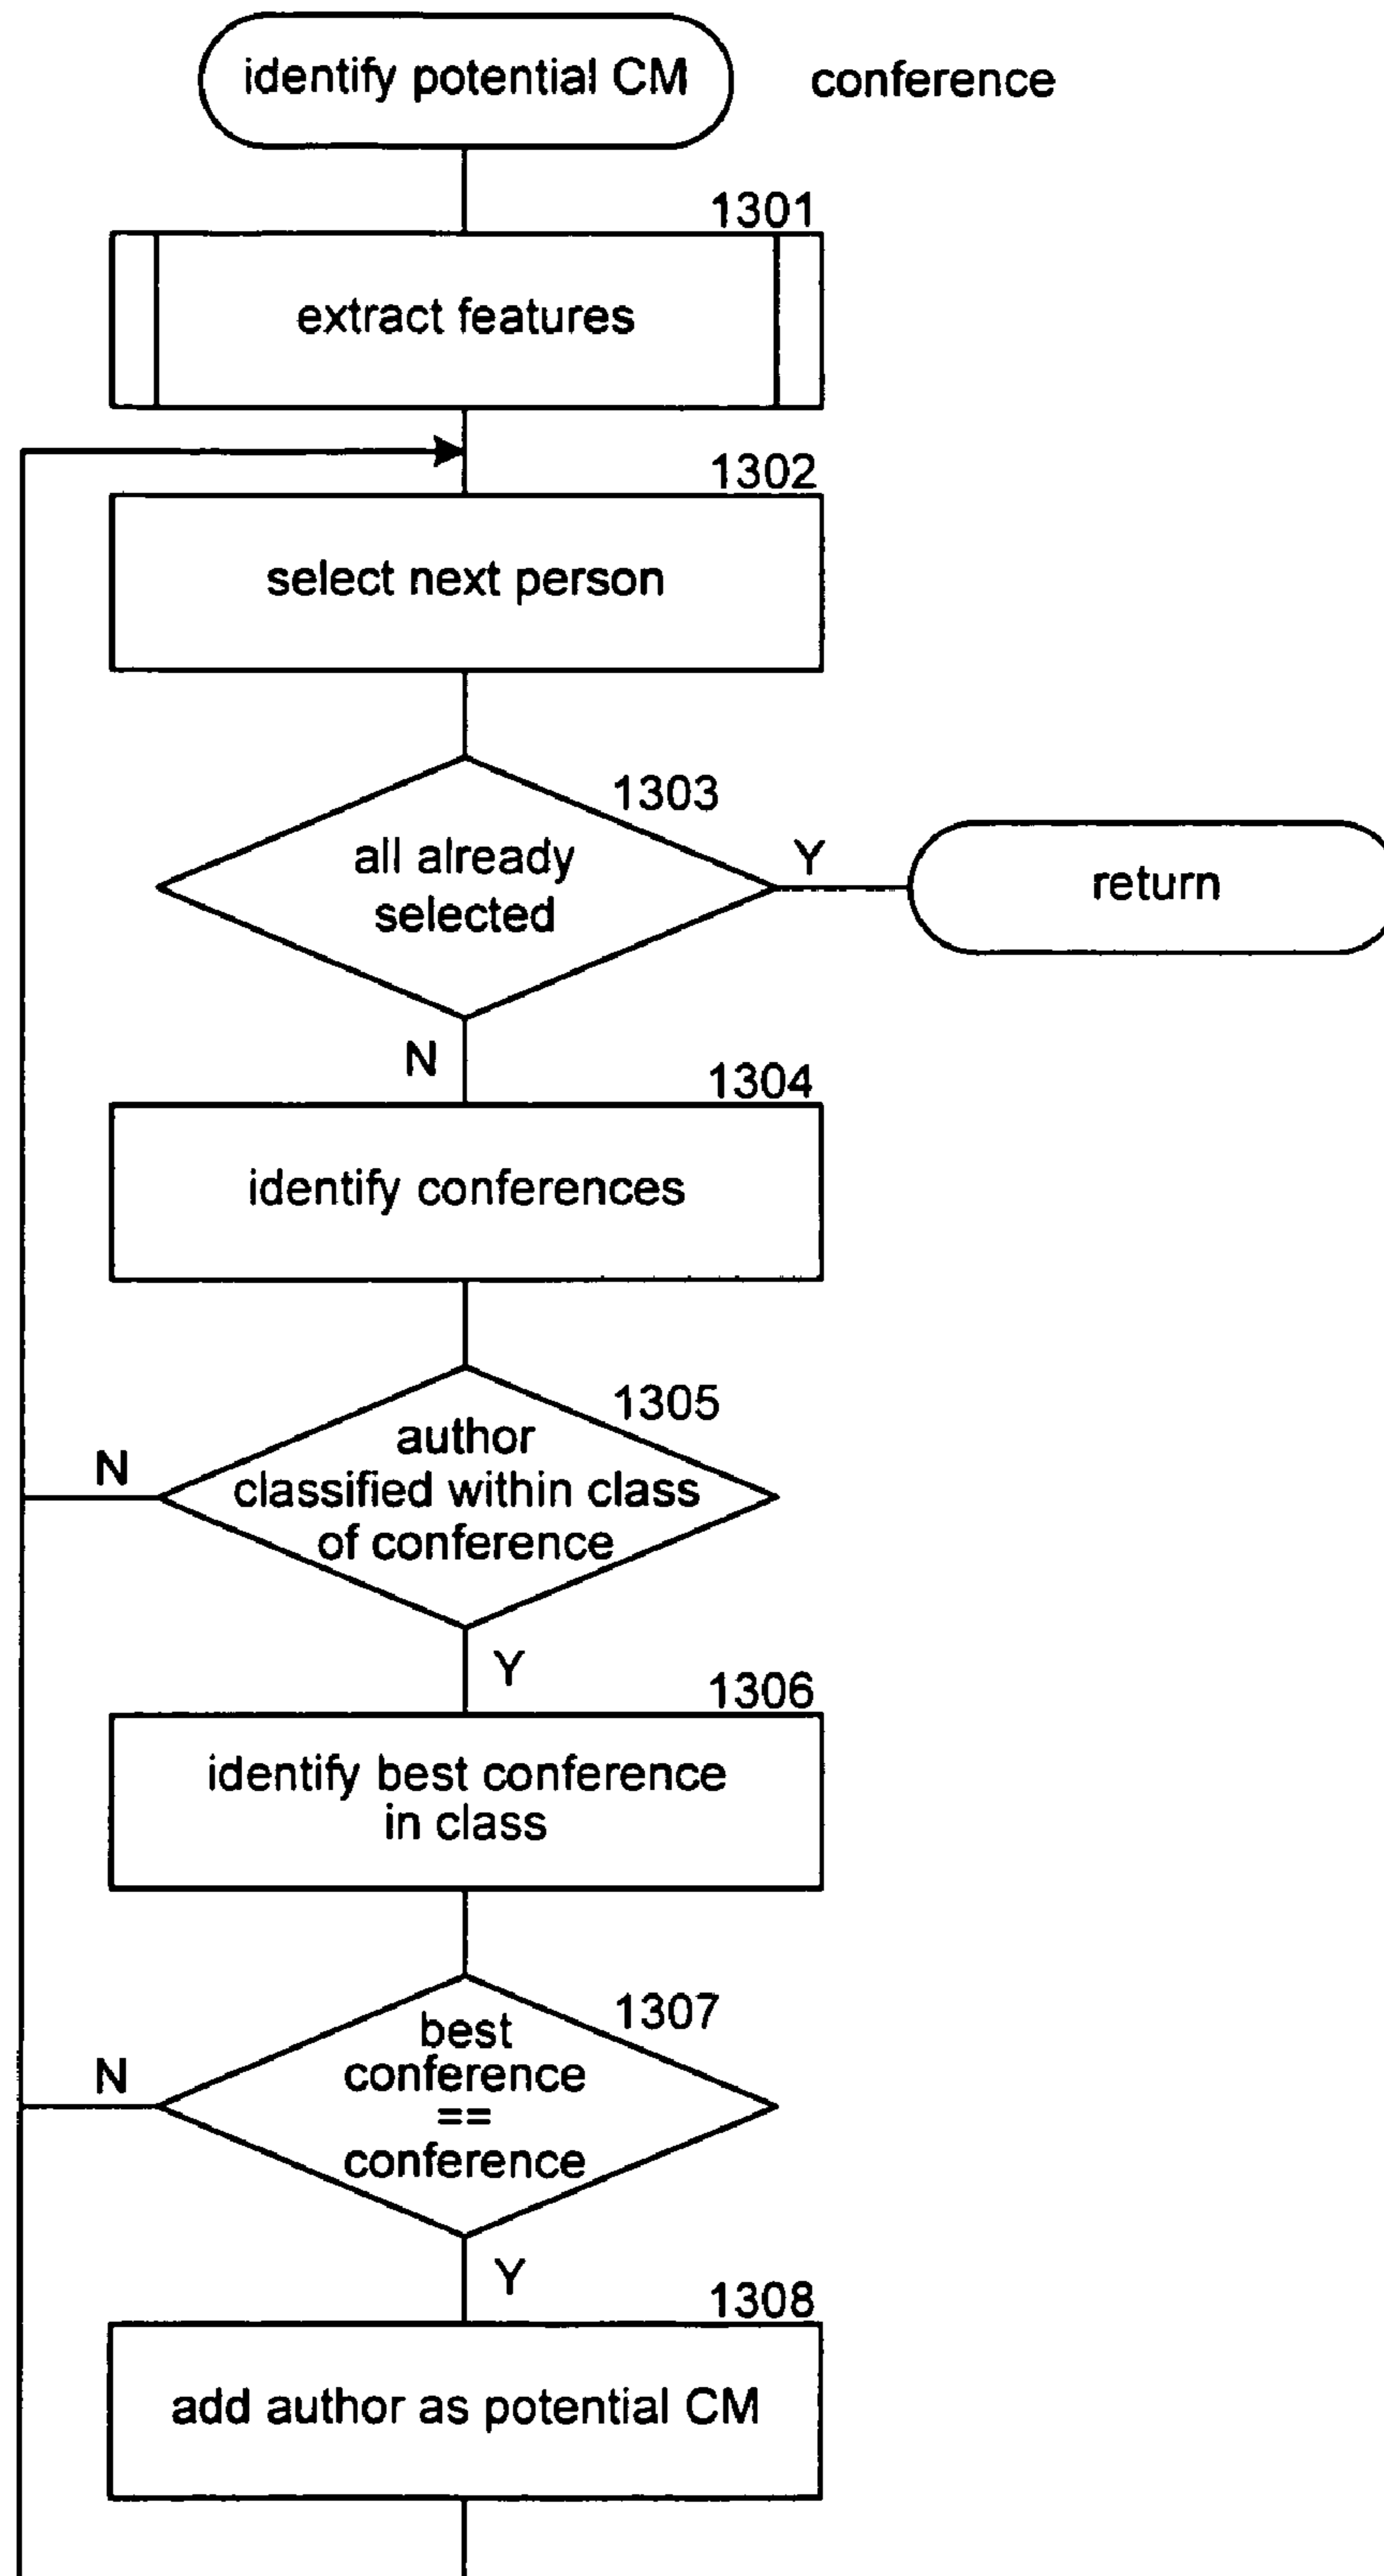 identify potential CM
conference
1301
extract features
1302
select next person
1303
all already
selected
Y
return
N
1304
identify conferences
1305
author
classified within class
of conference
N
Y
1306
identify best conference
in class
1307
best
conference
==
conference
N
Y
1308
add author as potential CM